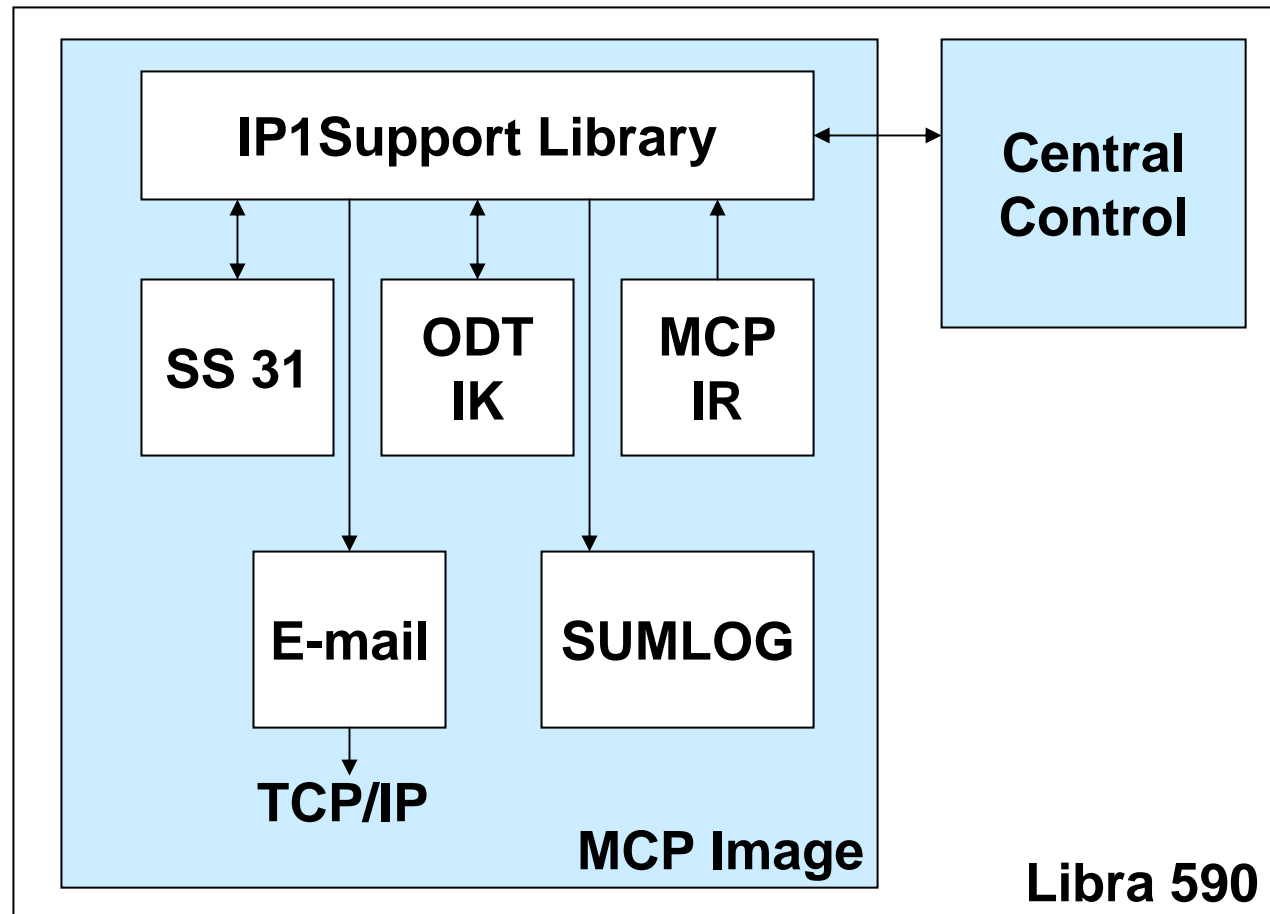 IP1Support Library
Central
Control
SS 31
ODT
IK
MCP
IR
E-mail
SUMLOG
TCP/IP
MCP Image
Libra 590